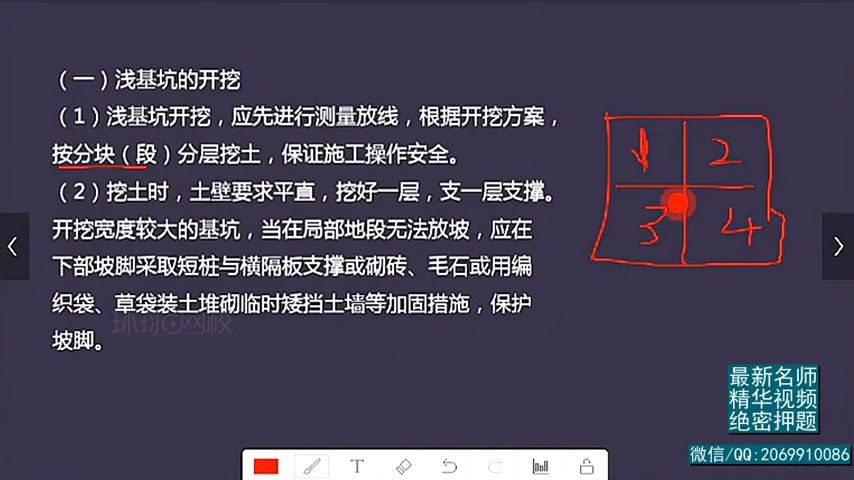 （一）浅基坑的开挖
（1）浅基坑开挖，应先进行测量放线，根据开挖方案，
按分块（段）分层挖土，保证施工操作安全。
（2）挖土时，土壁要求平直，挖好一层，支一层支撑。
开挖宽度较大的基坑，当在局部地段无法放坡，应在
下部坡脚采取短桩与横隔板支撑或砌砖、毛石或用编
织袋、草袋装土堆砌临时矮挡土墙等加固措施，保护
坡脚。
环球网校
1 2
3 4
最新名师
精华视频
绝密押题
微信/QQ:2069910086
T